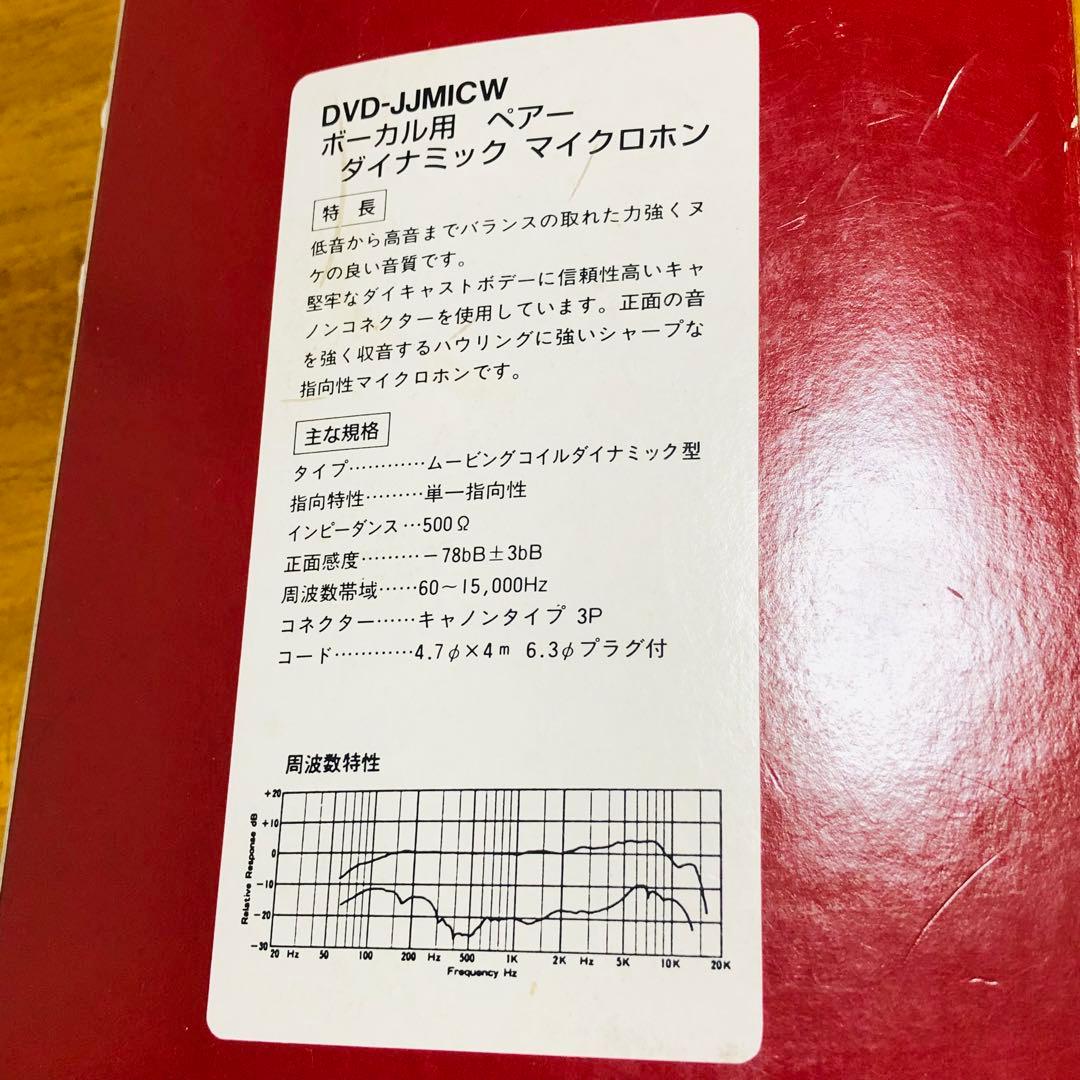 DVD-JJMICW
ボーカル用 ペアー
ダイナミック マイクロホン
特 長
低音から高音までバランスの取れた力強くヌ
ケの良い音質です。
堅牢なダイキャストボデーに信頼性高いキャ
ノンコネクターを使用しています。正面の音
を強く収音するハウリングに強いシャープな
指向性マイクロホンです。
主な規格
タイプ…………ムービングコイルダイナミック型
指向特性………単一指向性
インピーダンス…500Ω
正面感度………−78bB±3bB
周波数帯域……60~15,000Hz
コネクター……キャノンタイプ 3P
コード…………4.7φ×4m 6.3φプラグ付
周波数特性
Relative Response dB
+20
+10
0
−10
−20
−30
20 Hz 50 100 200 Hz 500 1K 2K Hz 5K 10K 20K
Frequency Hz